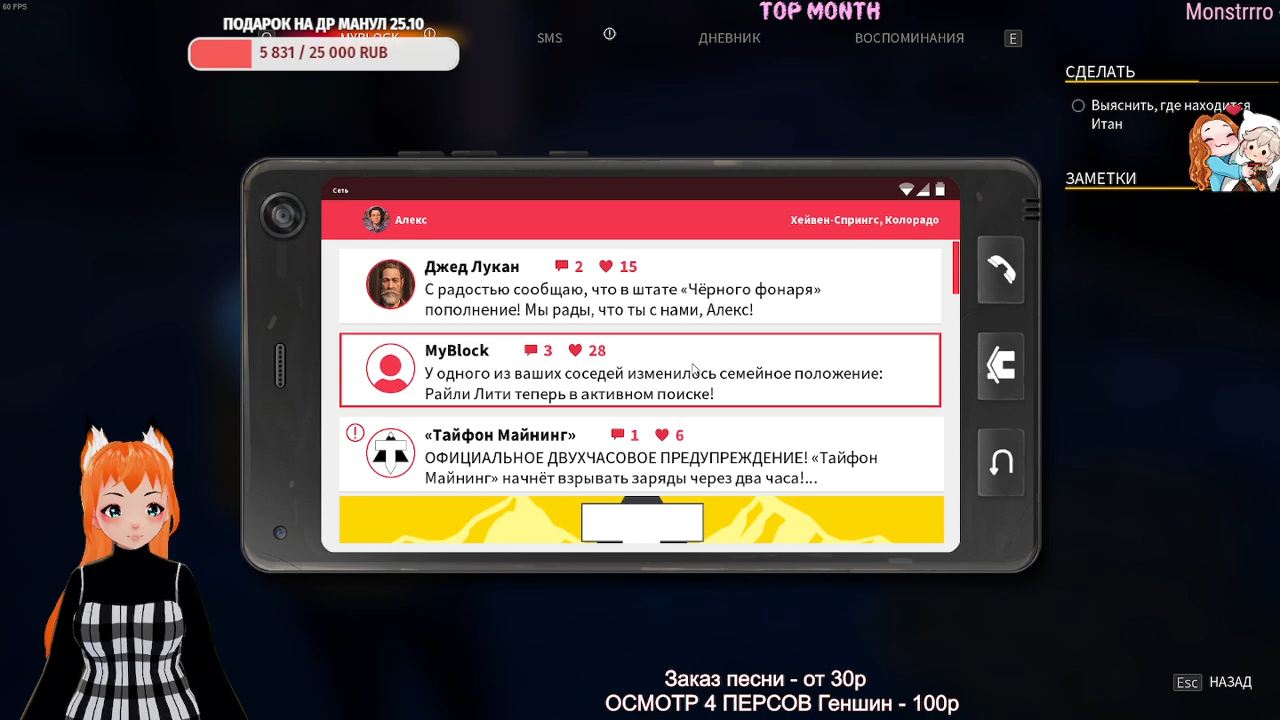 60 FPS
ПОДАРОК НА ДР МАНУЛ 25.10
5 831 / 25 000 RUB
MYBLOCK
SMS
ДНЕВНИК
ВОСПОМИНАНИЯ
E
TOP MONTH
Monstrrro
СДЕЛАТЬ
Выяснить, где находится
Итан
ЗАМЕТКИ
Сеть
Алекс
Хейвен-Спрингс, Колорадо
Джед Лукан 2 15
С радостью сообщаю, что в штате «Чёрного фонаря»
пополнение! Мы рады, что ты с нами, Алекс!
MyBlock 3 28
У одного из ваших соседей изменилось семейное положение:
Райли Лити теперь в активном поиске!
«Тайфон Майнинг» 1 6
ОФИЦИАЛЬНОЕ ДВУХЧАСОВОЕ ПРЕДУПРЕЖДЕНИЕ! «Тайфон
Майнинг» начнёт взрывать заряды через два часа!...
Заказ песни - от 30р
ОСМОТР 4 ПЕРСОВ Геншин - 100р
Esc НАЗАД